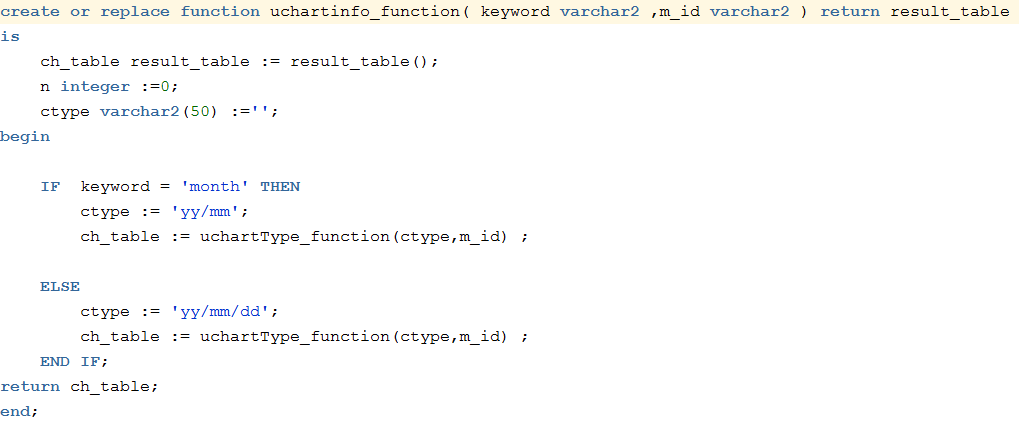 create or replace function uchartinfo_function( keyword varchar2 ,m_id varchar2 ) return result_table
is
    ch_table result_table := result_table();
    n integer :=0;
    ctype varchar2(50) :='';
begin

    IF  keyword = 'month' THEN
        ctype := 'yy/mm';
        ch_table := uchartType_function(ctype,m_id) ;

    ELSE
        ctype := 'yy/mm/dd';
        ch_table := uchartType_function(ctype,m_id) ;
    END IF;
return ch_table;
end;